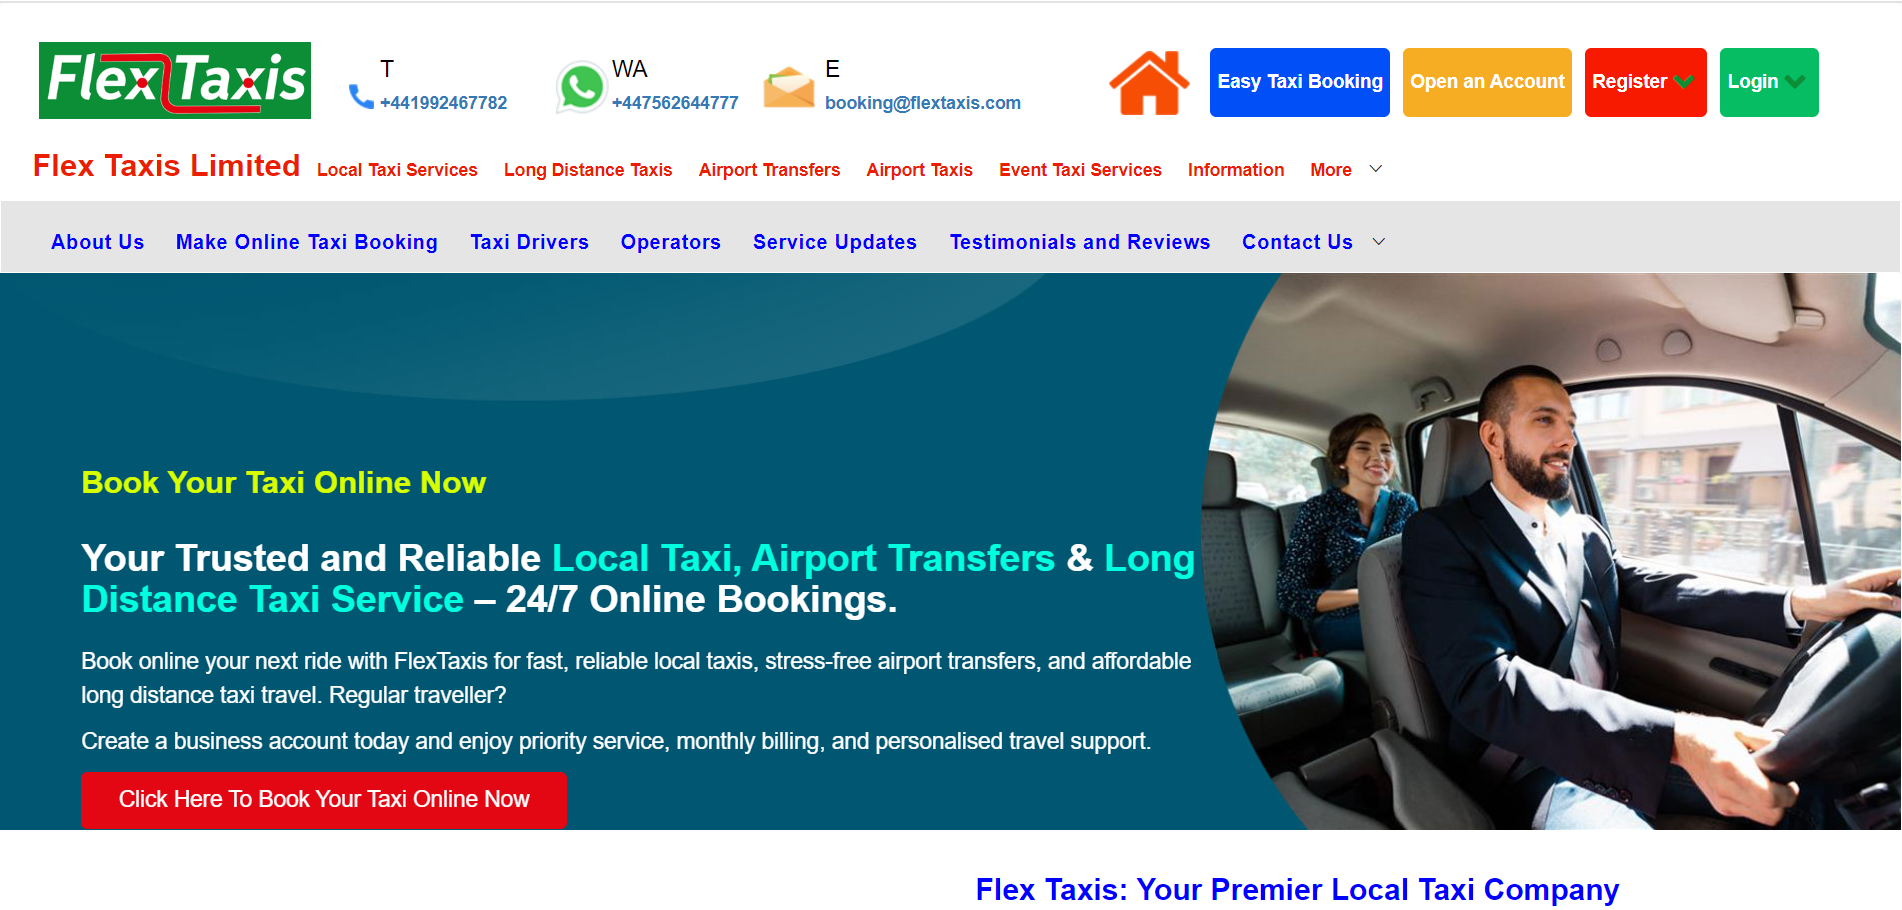 Flex Taxis
T
+441992467782
WA
+447562644777
E
booking@flextaxis.com
Easy Taxi Booking
Open an Account
Register
Login
Flex Taxis Limited
Local Taxi Services
Long Distance Taxis
Airport Transfers
Airport Taxis
Event Taxi Services
Information
More
About Us
Make Online Taxi Booking
Taxi Drivers
Operators
Service Updates
Testimonials and Reviews
Contact Us
Book Your Taxi Online Now
Your Trusted and Reliable Local Taxi, Airport Transfers & Long
Distance Taxi Service – 24/7 Online Bookings.
Book online your next ride with FlexTaxis for fast, reliable local taxis, stress-free airport transfers, and affordable
long distance taxi travel. Regular traveller?
Create a business account today and enjoy priority service, monthly billing, and personalised travel support.
Click Here To Book Your Taxi Online Now
Flex Taxis: Your Premier Local Taxi Company